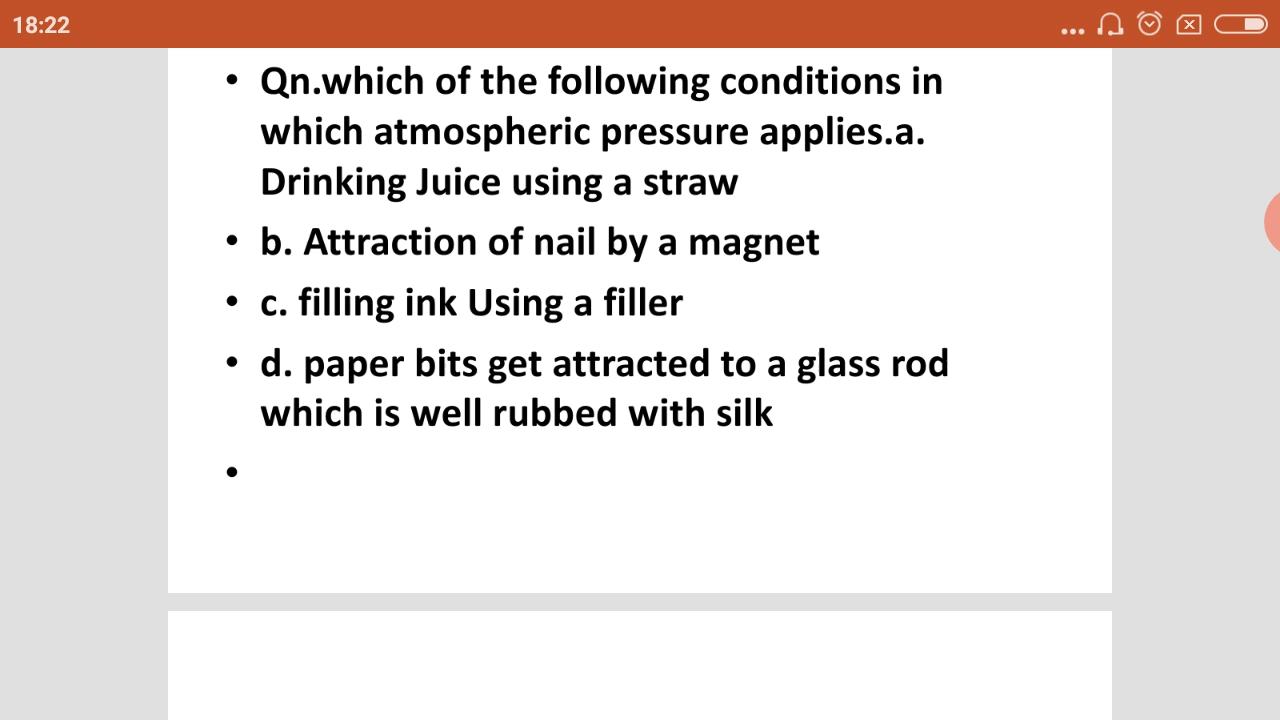 18:22
• Qn.which of the following conditions in
which atmospheric pressure applies.a.
Drinking Juice using a straw
• b. Attraction of nail by a magnet
• c. filling ink Using a filler
• d. paper bits get attracted to a glass rod
which is well rubbed with silk
•